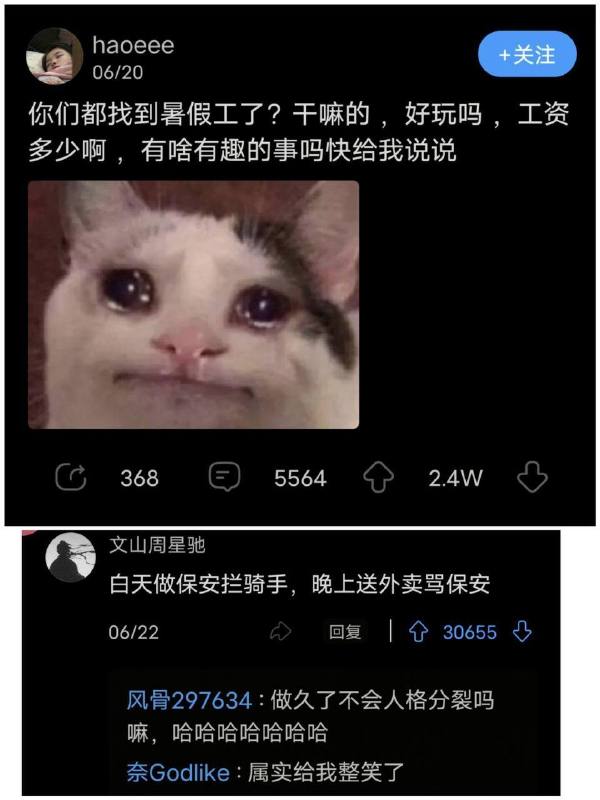 haoeee
06/20
+关注
你们都找到暑假工了？干嘛的 ，好玩吗 ，工资
多少啊 ，有啥有趣的事吗快给我说说
368
5564
2.4W
文山周星驰
白天做保安拦骑手，晚上送外卖骂保安
06/22
回复
30655
风骨297634：做久了不会人格分裂吗
嘛，哈哈哈哈哈哈哈
奈Godlike：属实给我整笑了